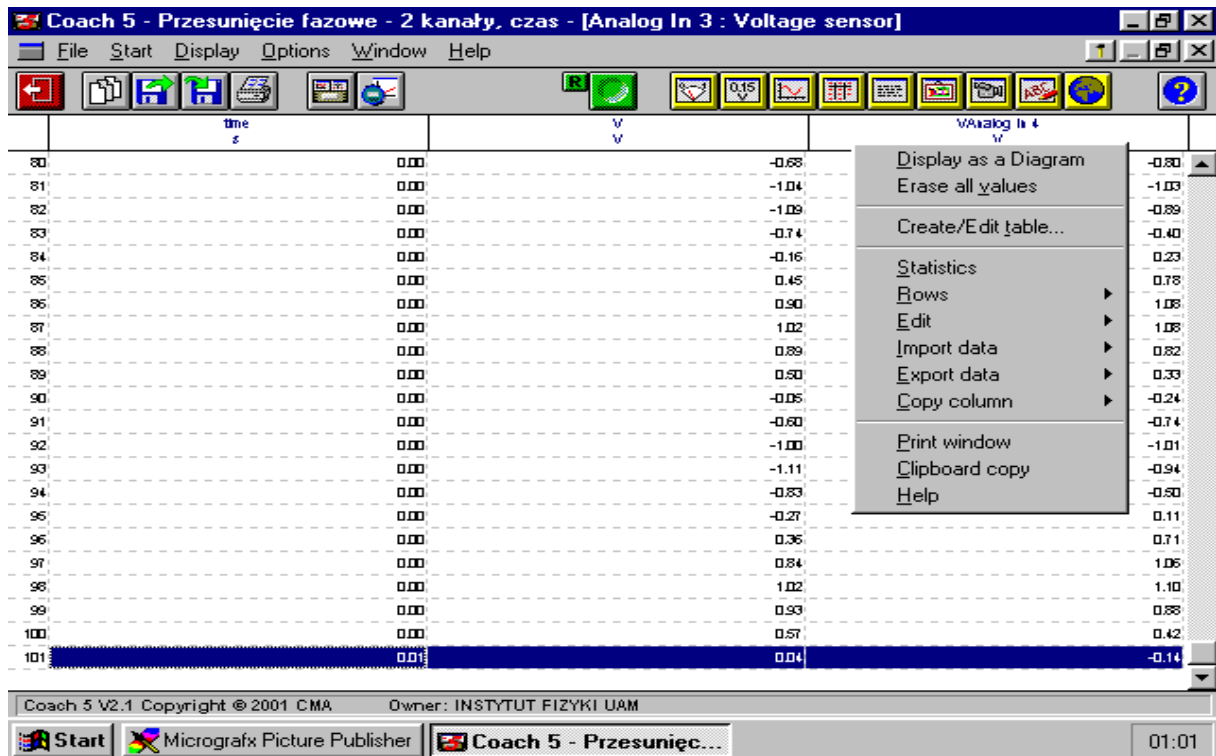 Coach 5 - Przesunięcie fazowe - 2 kanały, czas - [Analog In 3 : Voltage sensor]
File Start Display Options Window Help
R 0,15 ?
time V VAnalog In 4
s V V
80 0.00 -0.68 -0.80
81 0.00 -1.04 -1.03
82 0.00 -1.09 -0.89
83 0.00 -0.74 -0.40
84 0.00 -0.16 0.23
85 0.00 0.45 0.78
86 0.00 0.90 1.08
87 0.00 1.02 1.08
88 0.00 0.89 0.82
89 0.00 0.50 0.33
90 0.00 -0.05 -0.24
91 0.00 -0.60 -0.74
92 0.00 -1.00 -1.01
93 0.00 -1.11 -0.94
94 0.00 -0.83 -0.50
95 0.00 -0.27 0.11
96 0.00 0.36 0.71
97 0.00 0.84 1.06
98 0.00 1.02 1.10
99 0.00 0.93 0.88
100 0.00 0.57 0.42
101 0.01 0.04 -0.14
Display as a Diagram
Erase all values
Create/Edit table...
Statistics
Rows
Edit
Import data
Export data
Copy column
Print window
Clipboard copy
Help
Coach 5 V2.1 Copyright © 2001 CMA Owner: INSTYTUT FIZYKI UAM
Start Micrografx Picture Publisher Coach 5 - Przesunięc... 01:01